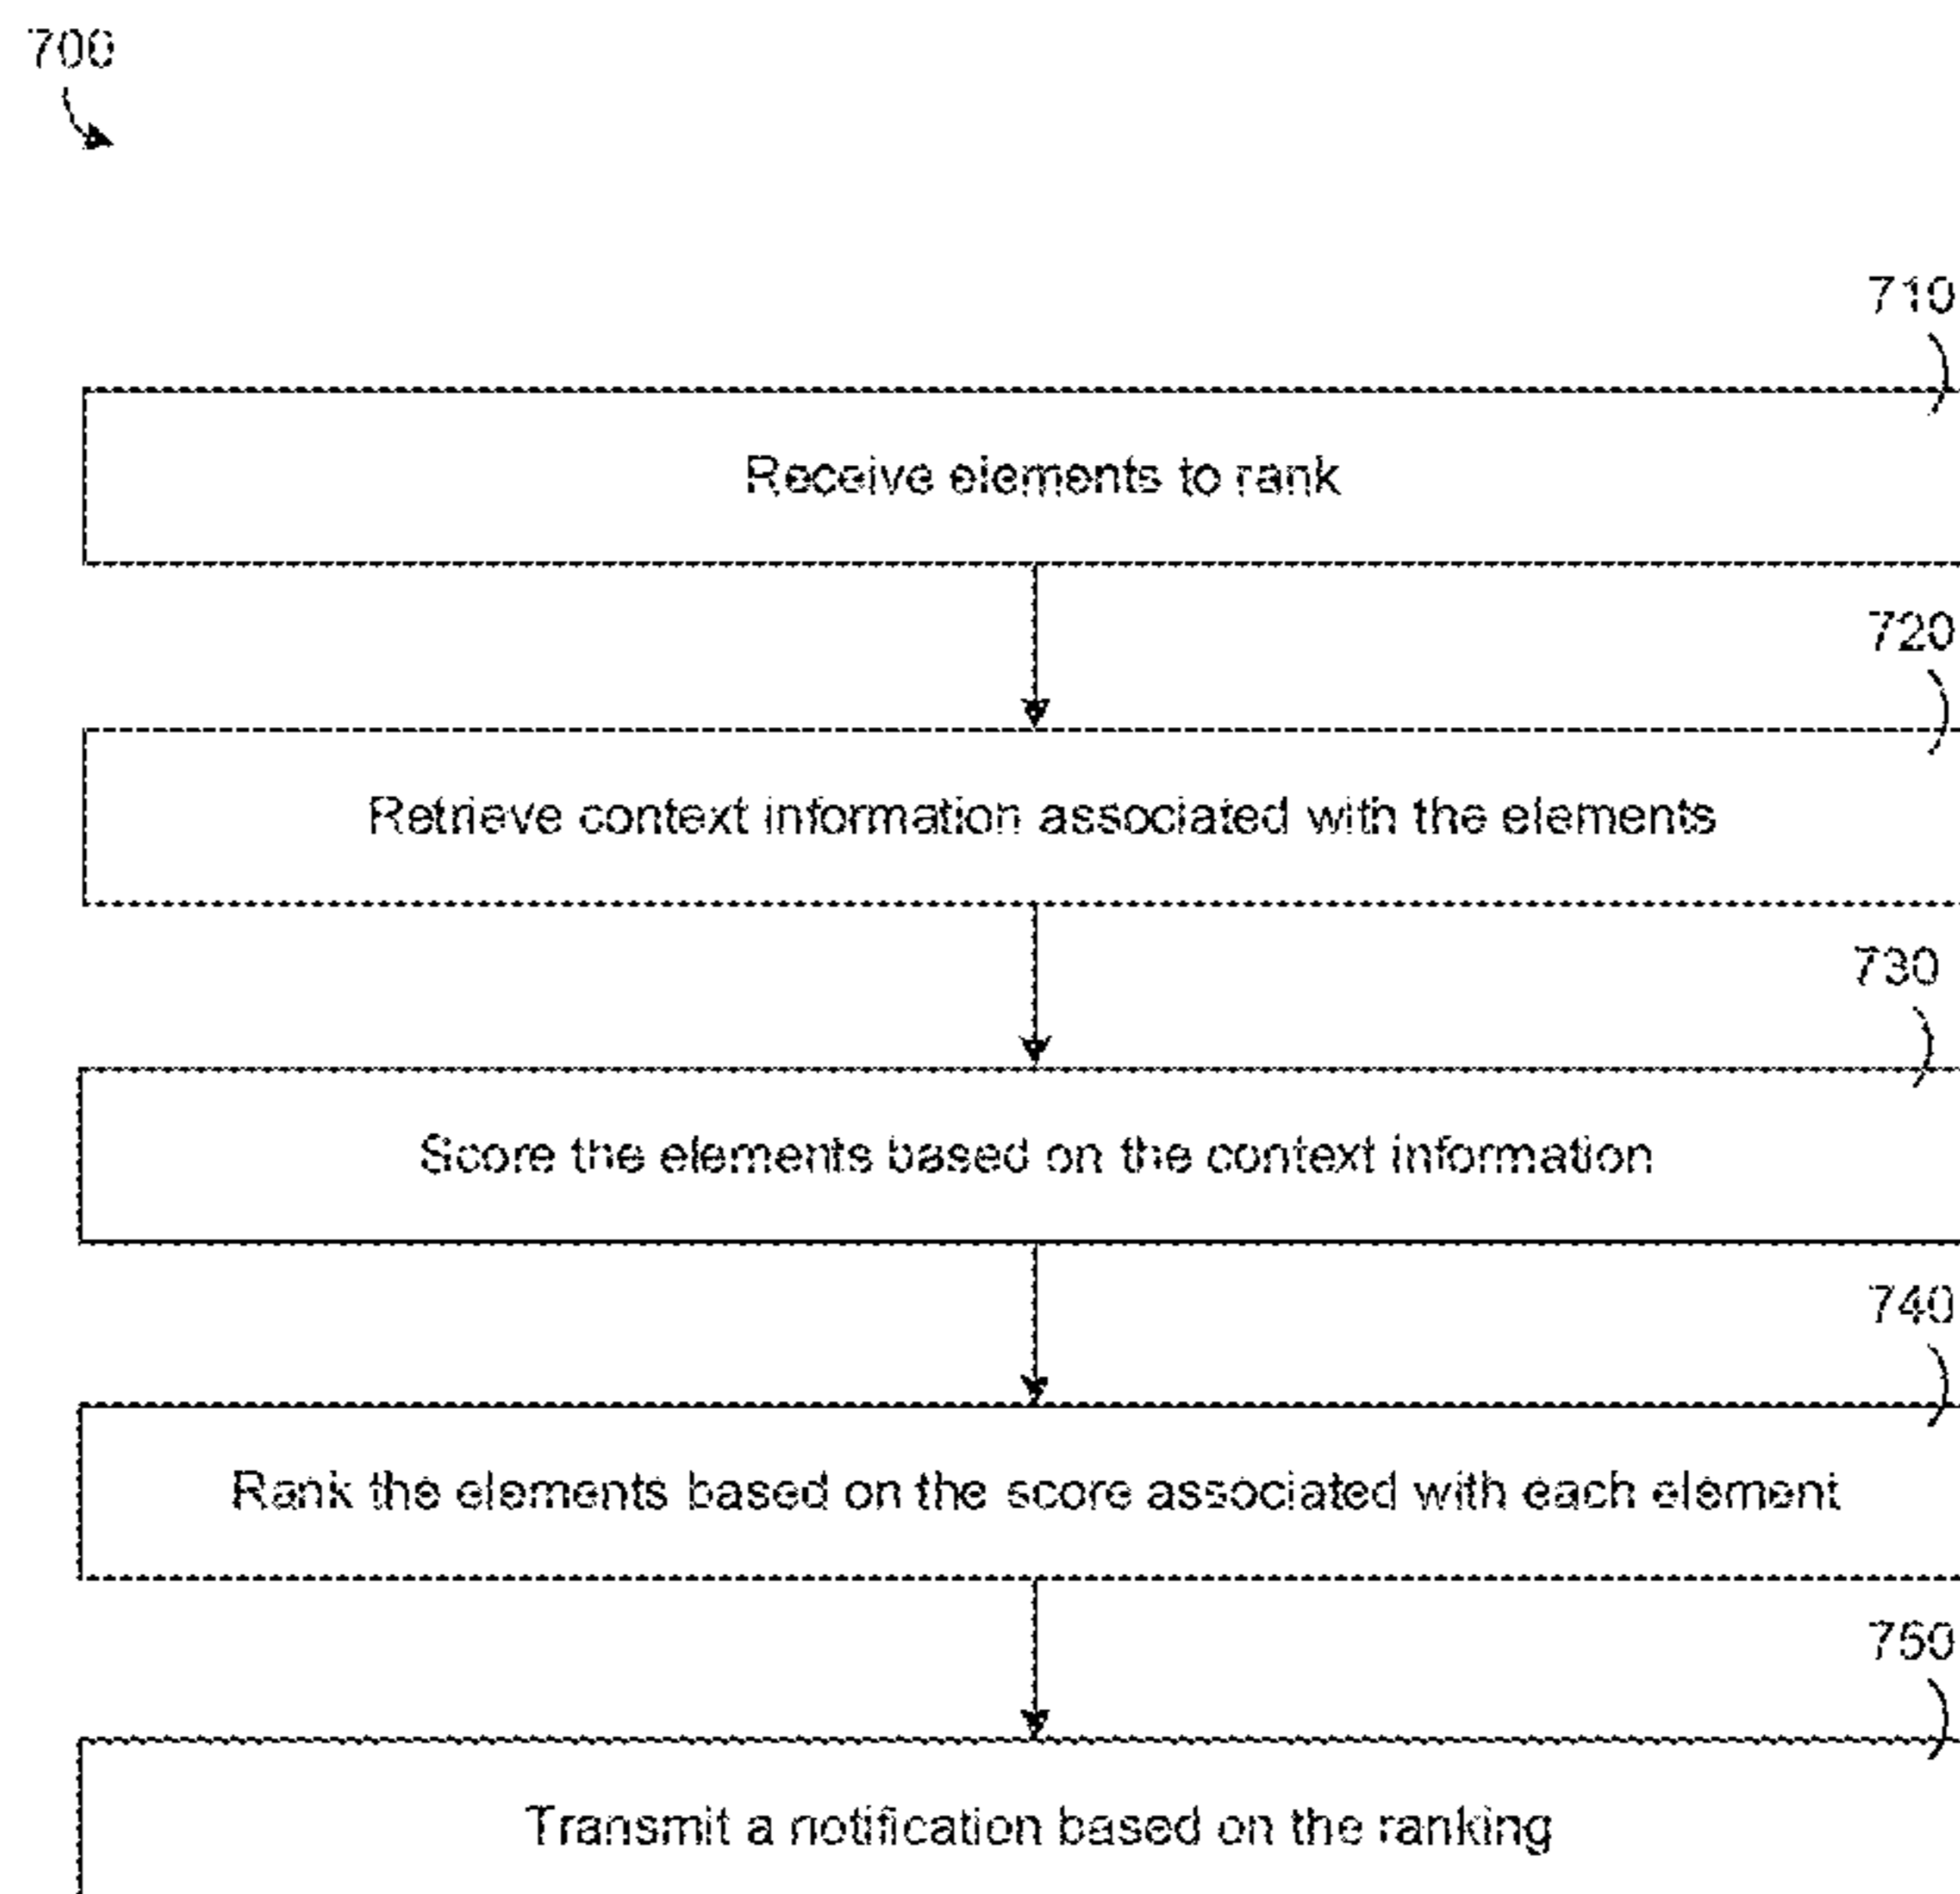 700
710
Receive elements to rank
720
Retrieve context information associated with the elements
730
Score the elements based on the context information
740
Rank the elements based on the score associated with each element
750
Transmit a notification based on the ranking